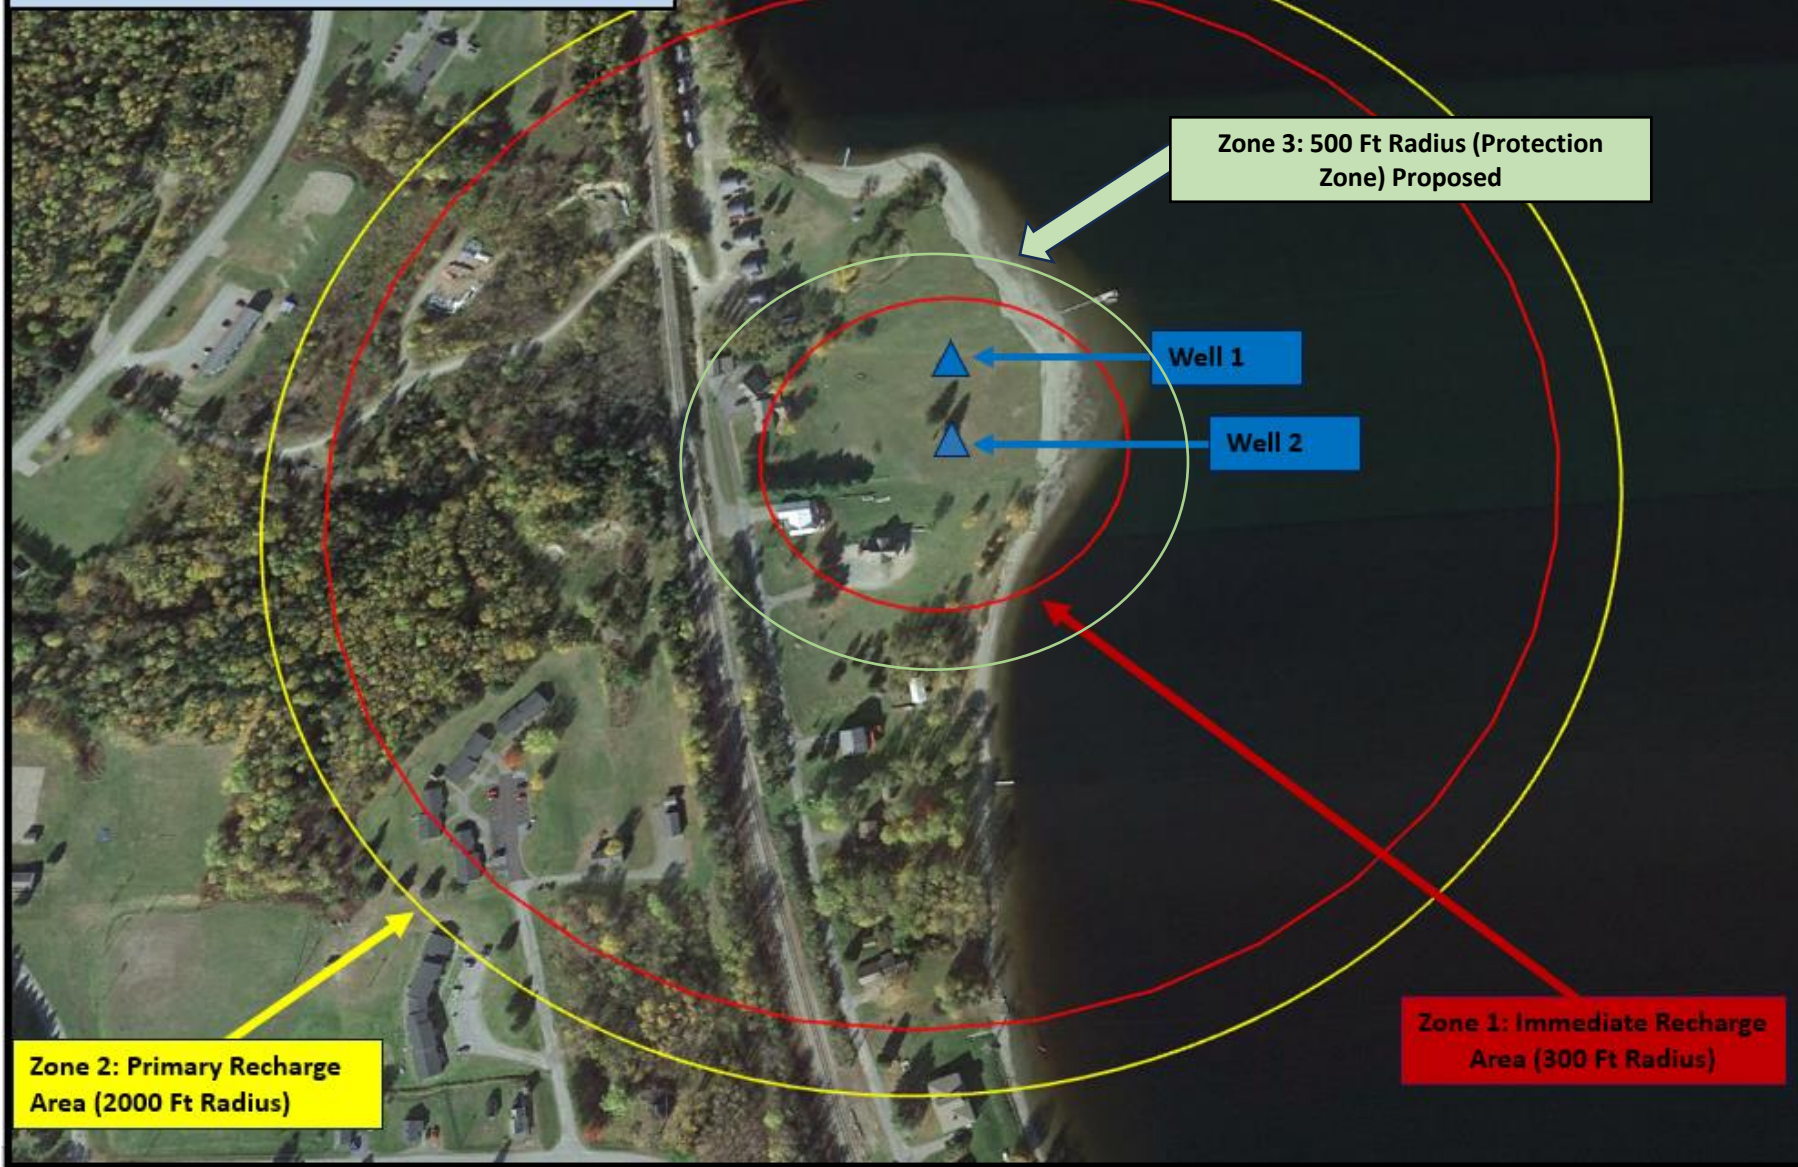 Zone 3: 500 Ft Radius (Protection
Zone) Proposed
Well 1
Well 2
Zone 1: Immediate Recharge
Area (300 Ft Radius)
Zone 2: Primary Recharge
Area (2000 Ft Radius)